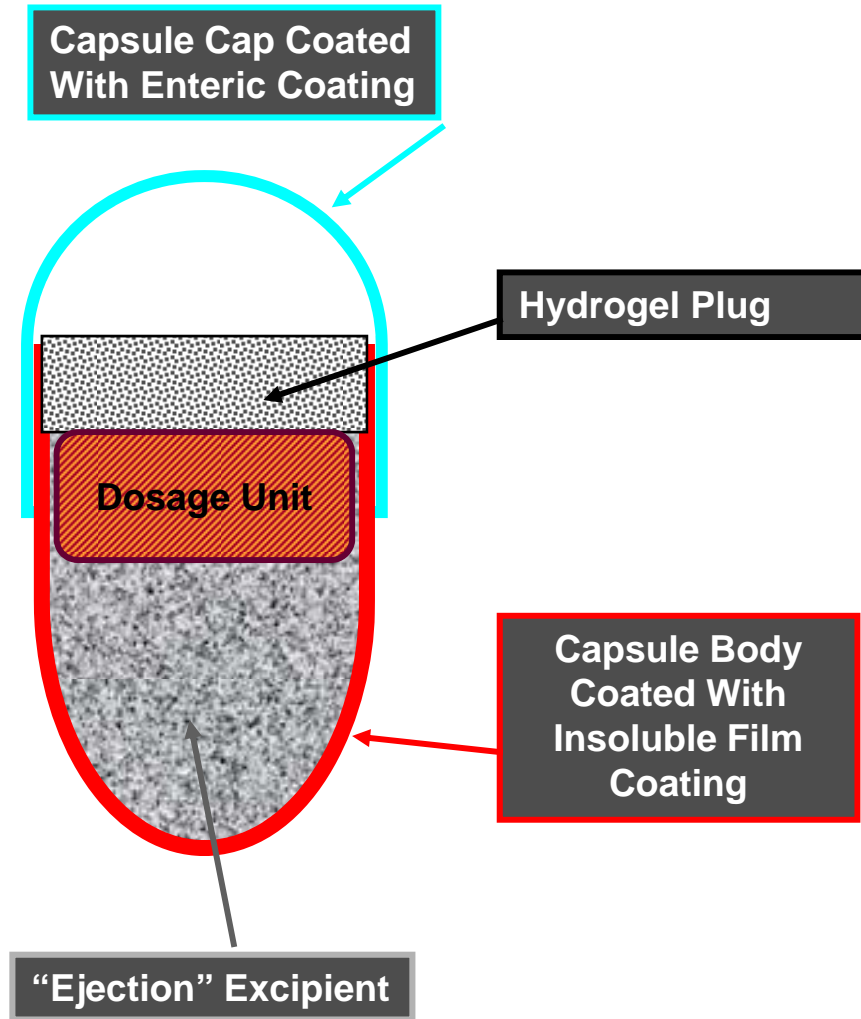 Capsule Cap Coated
With Enteric Coating
Hydrogel Plug
Dosage Unit
Capsule Body
Coated With
Insoluble Film
Coating
“Ejection” Excipient